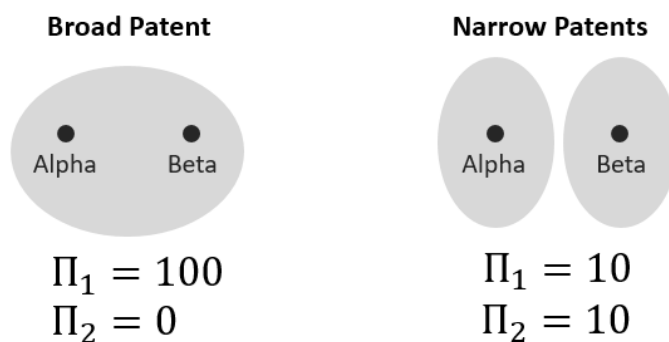 Broad Patent
Alpha Beta
Π₁ = 100
Π₂ = 0
Narrow Patents
Alpha Beta
Π₁ = 10
Π₂ = 10